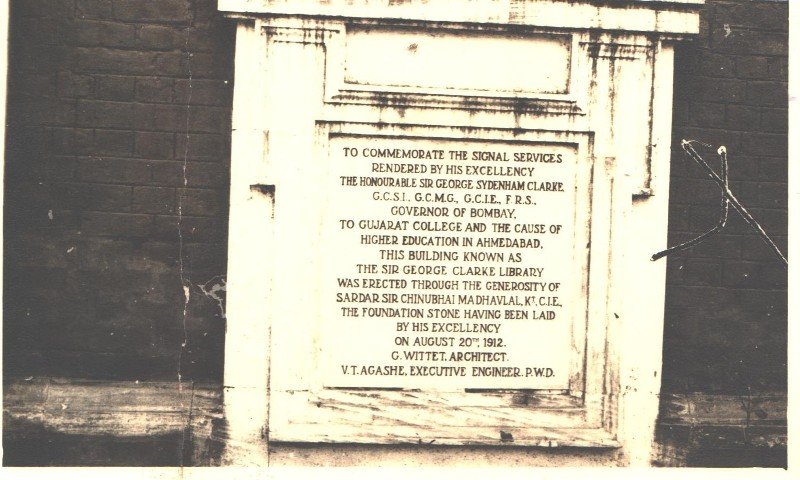 TO COMMEMORATE THE SIGNAL SERVICES
RENDERED BY HIS EXCELLENCY
THE HONOURABLE SIR GEORGE SYDENHAM CLARKE
G.C.S.I., G.C.M.G., G.C.I.E., F.R.S.,
GOVERNOR OF BOMBAY,
TO GUJARAT COLLEGE AND THE CAUSE OF
HIGHER EDUCATION IN AHMEDABAD,
THIS BUILDING KNOWN AS
THE SIR GEORGE CLARKE LIBRARY
WAS ERECTED THROUGH THE GENEROSITY OF
SARDAR SIR CHINUBHAI MADHAVLAL, KT, C.I.E.,
THE FOUNDATION STONE HAVING BEEN LAID
BY HIS EXCELLENCY
ON AUGUST 20TH, 1912.
G. WITTET. ARCHITECT.
V.T. AGASHE, EXECUTIVE ENGINEER. P.W.D.